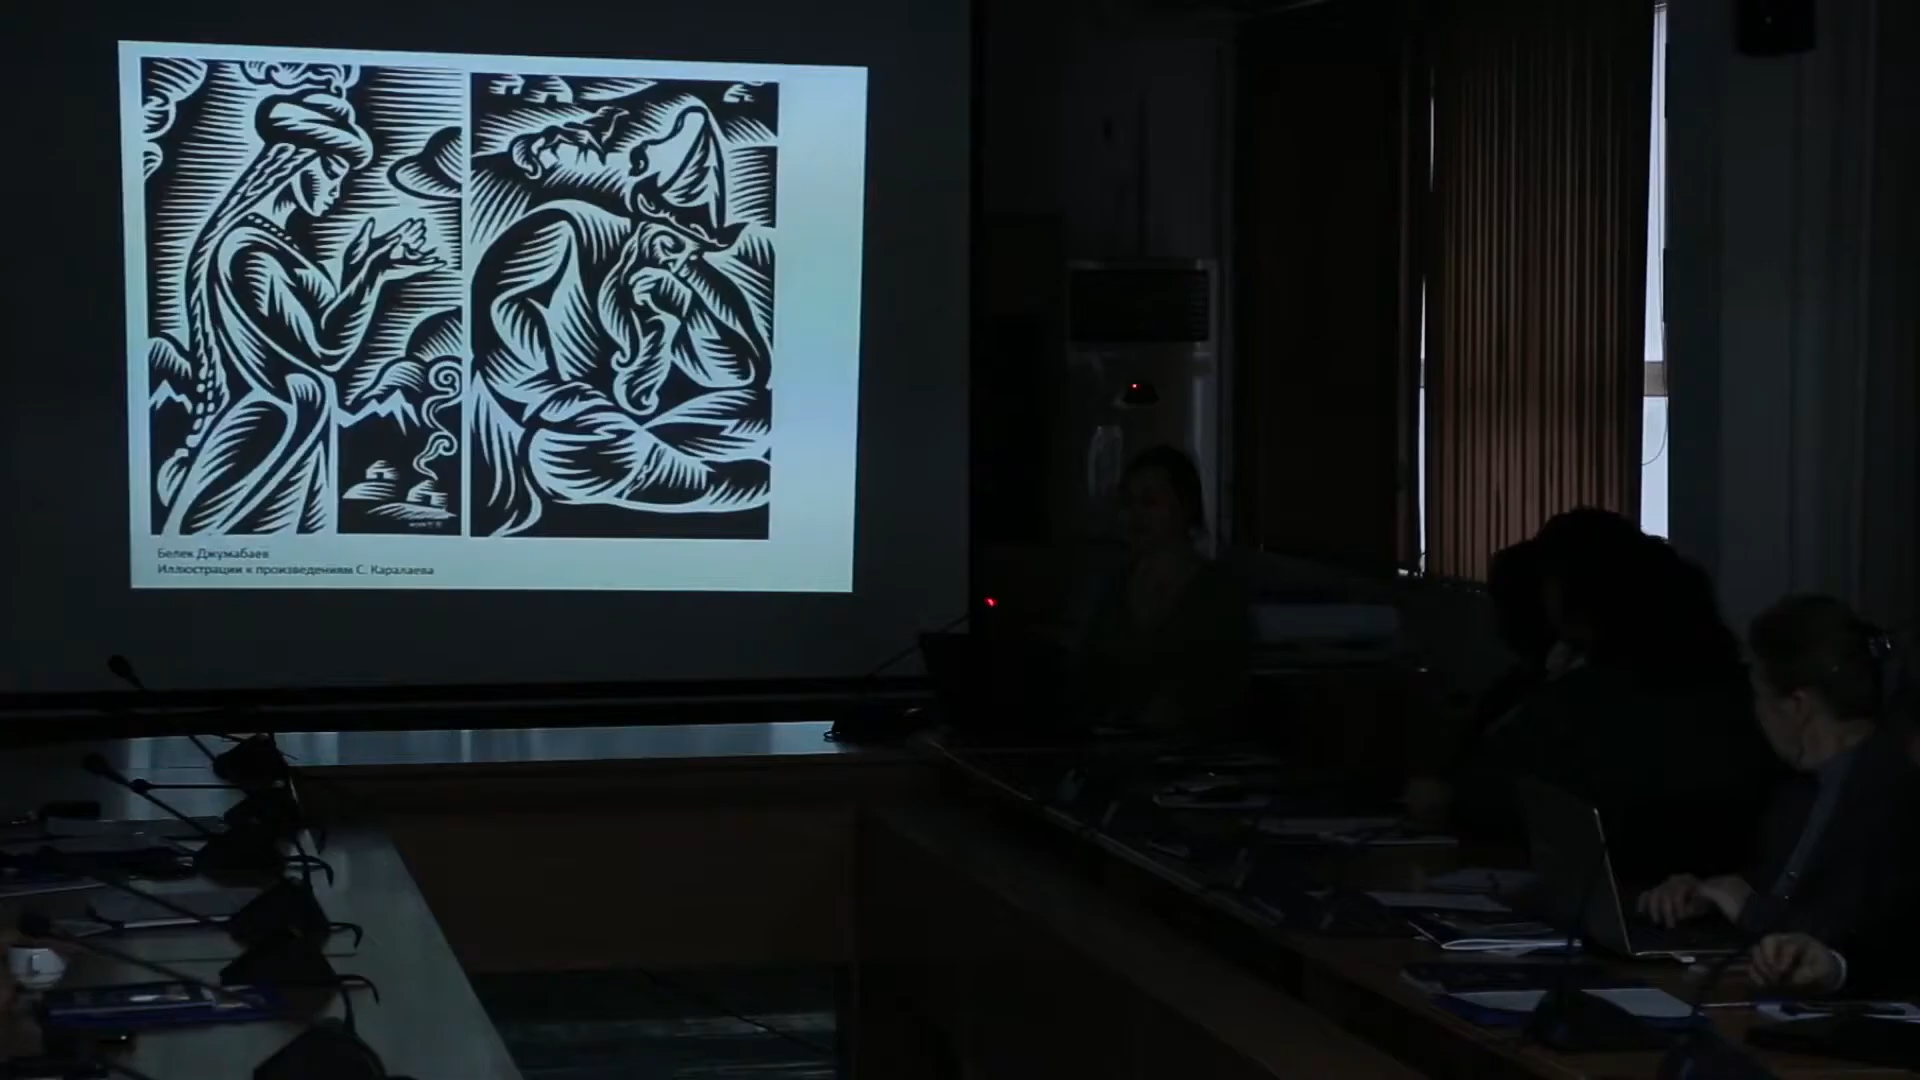 Белек Джумабаев
Иллюстрации к произведениям С. Каралаева